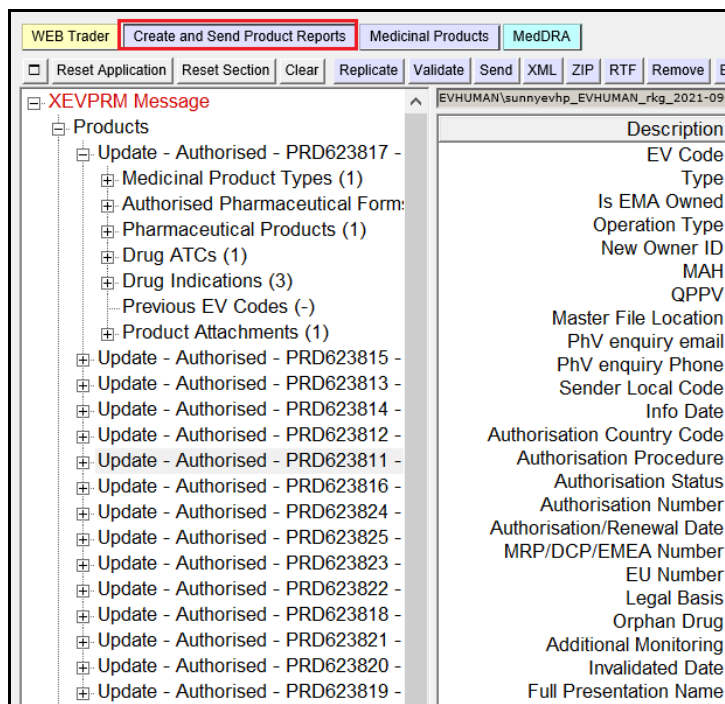 WEB Trader Create and Send Product Reports Medicinal Products MedDRA
Reset Application Reset Section Clear Replicate Validate Send XML ZIP RTF Remove
XEVPRM Message
Products
Update - Authorised - PRD623817 -
Medicinal Product Types (1)
Authorised Pharmaceutical Form
Pharmaceutical Products (1)
Drug ATCs (1)
Drug Indications (3)
Previous EV Codes (-)
Product Attachments (1)
Update - Authorised - PRD623815 -
Update - Authorised - PRD623813 -
Update - Authorised - PRD623814 -
Update - Authorised - PRD623812 -
Update - Authorised - PRD623811 -
Update - Authorised - PRD623816 -
Update - Authorised - PRD623824 -
Update - Authorised - PRD623825 -
Update - Authorised - PRD623823 -
Update - Authorised - PRD623822 -
Update - Authorised - PRD623818 -
Update - Authorised - PRD623821 -
Update - Authorised - PRD623820 -
Update - Authorised - PRD623819 -
EVHUMAN\sunnyevhp_EVHUMAN_rkg_2021-09
Description
EV Code
Type
Is EMA Owned
Operation Type
New Owner ID
MAH
QPPV
Master File Location
PhV enquiry email
PhV enquiry Phone
Sender Local Code
Info Date
Authorisation Country Code
Authorisation Procedure
Authorisation Status
Authorisation Number
Authorisation/Renewal Date
MRP/DCP/EMEA Number
EU Number
Legal Basis
Orphan Drug
Additional Monitoring
Invalidated Date
Full Presentation Name